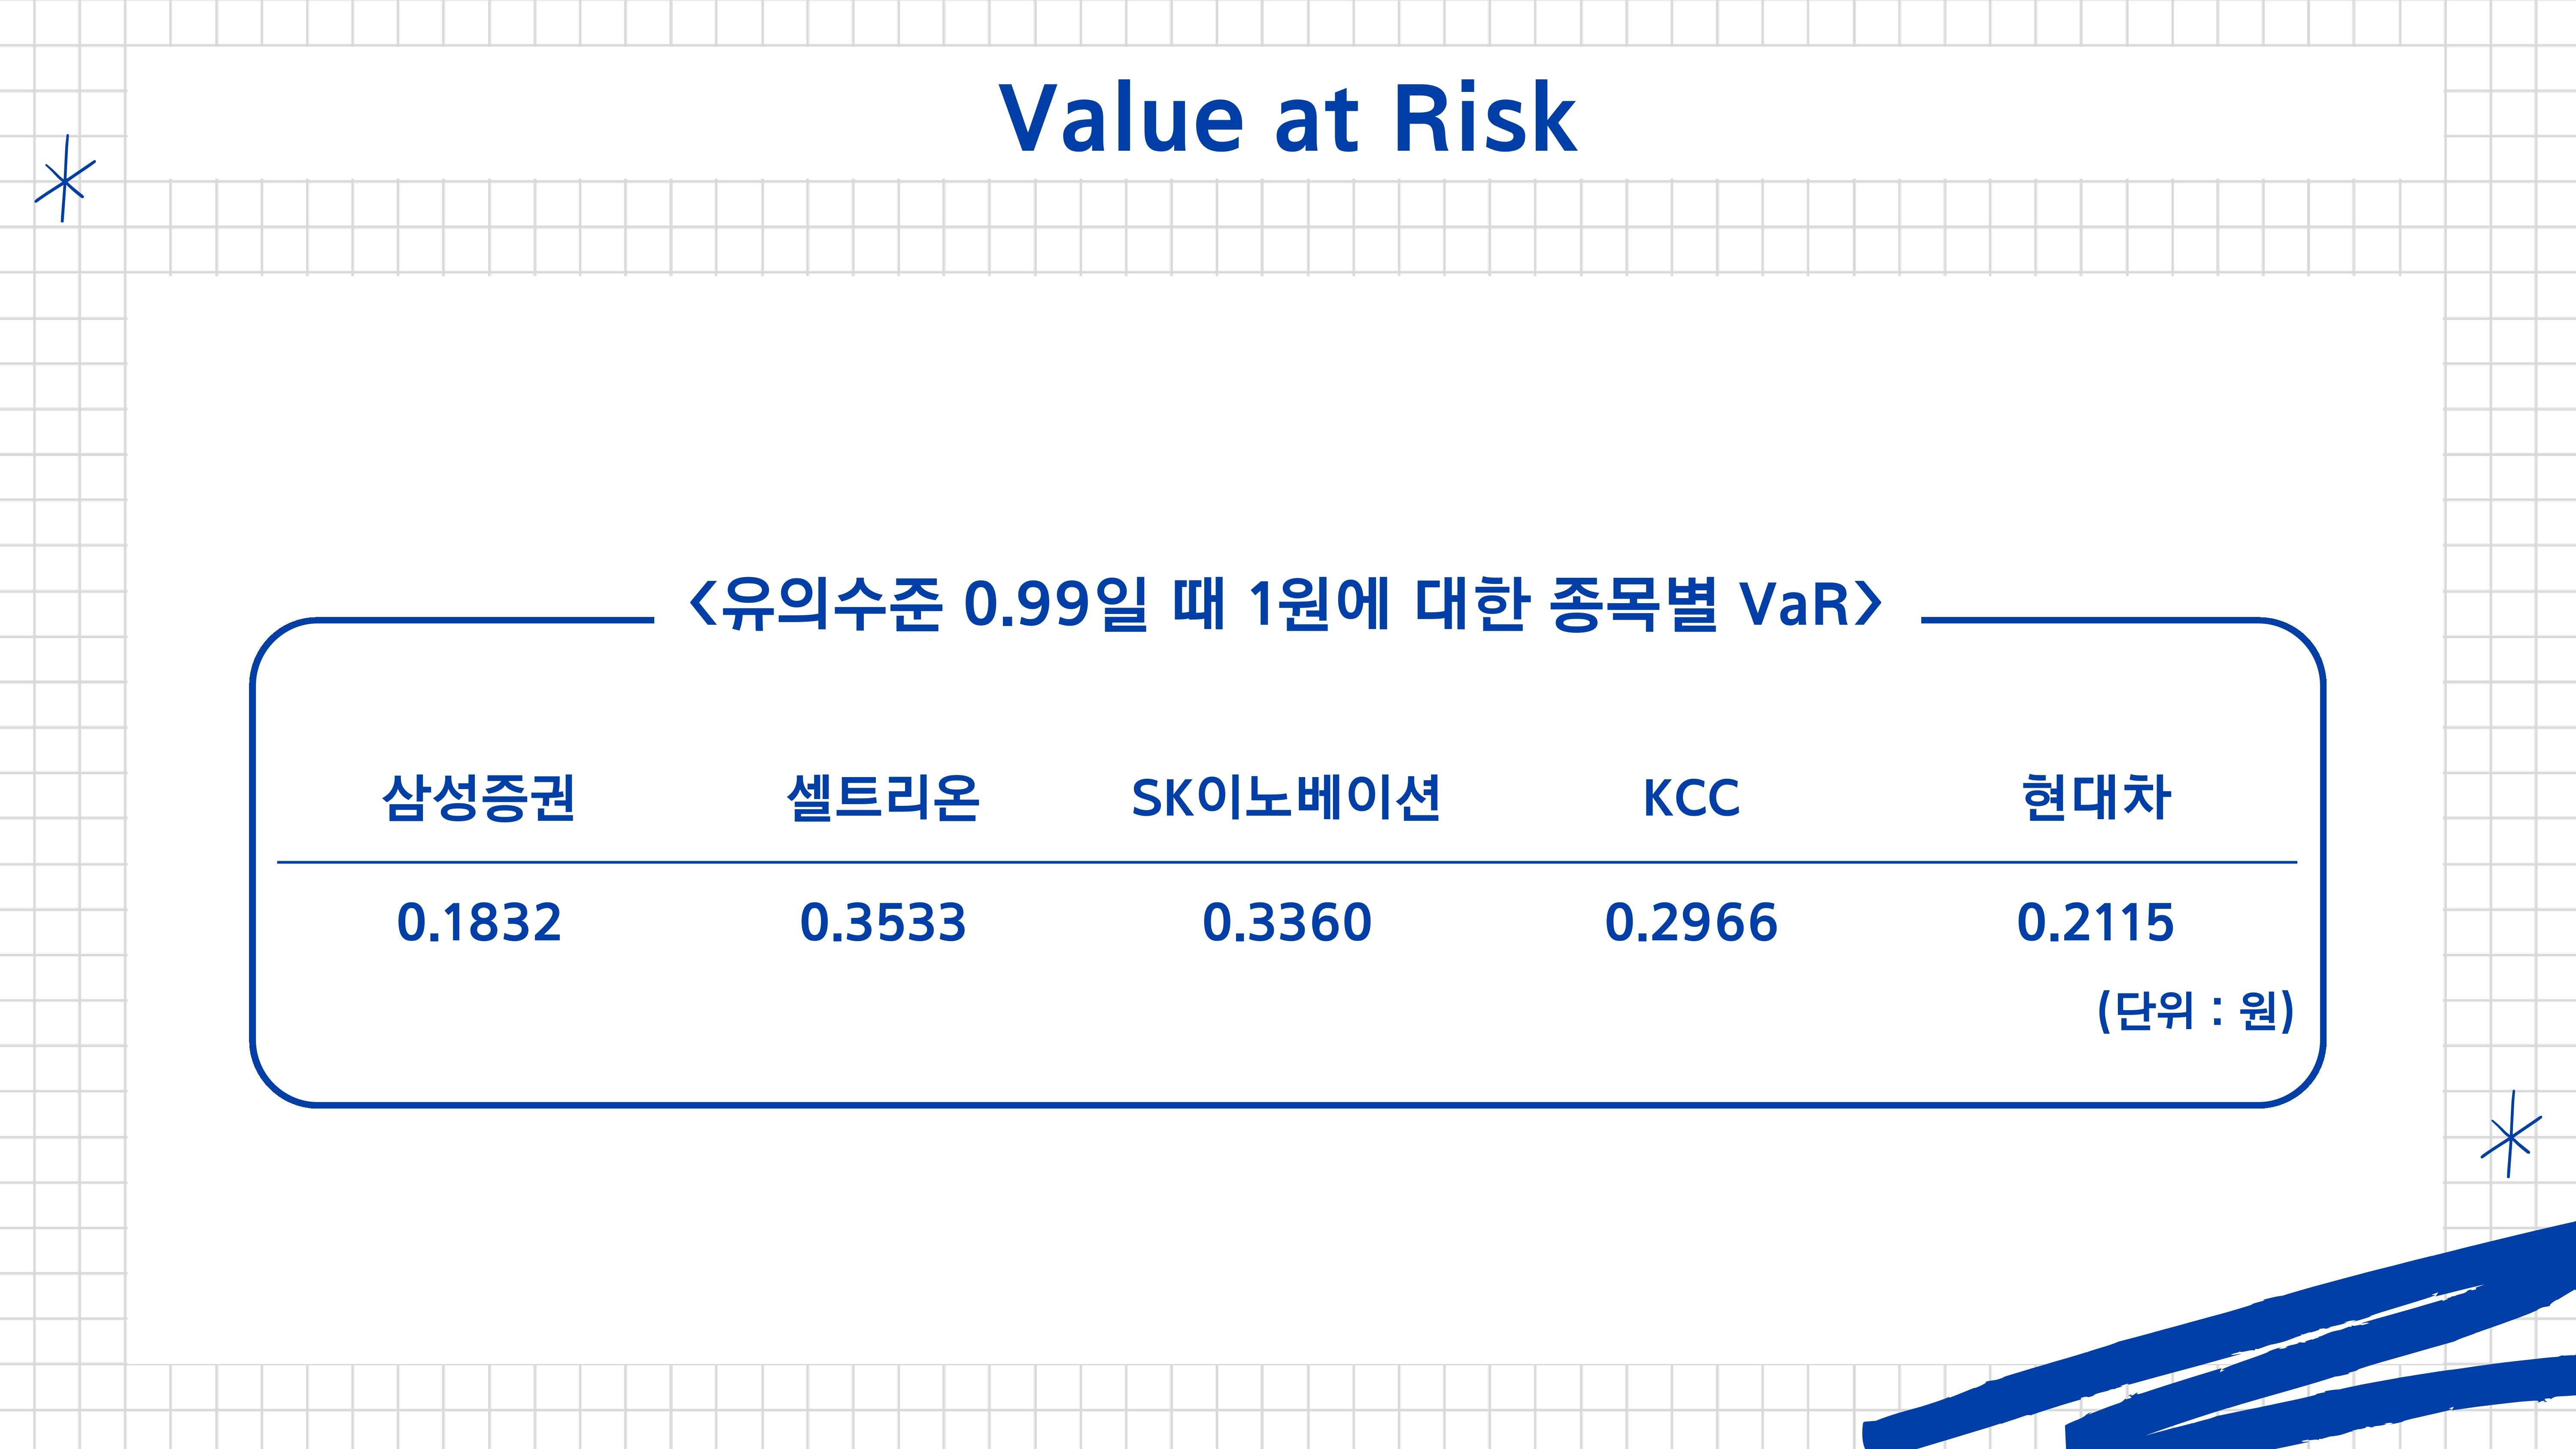 Value at Risk
<유의수준 0.99일 때 1원에 대한 종목별 VaR>
삼성증권 셀트리온 SK이노베이션 KCC 현대차
0.1832 0.3533 0.3360 0.2966 0.2115
(단위 : 원)